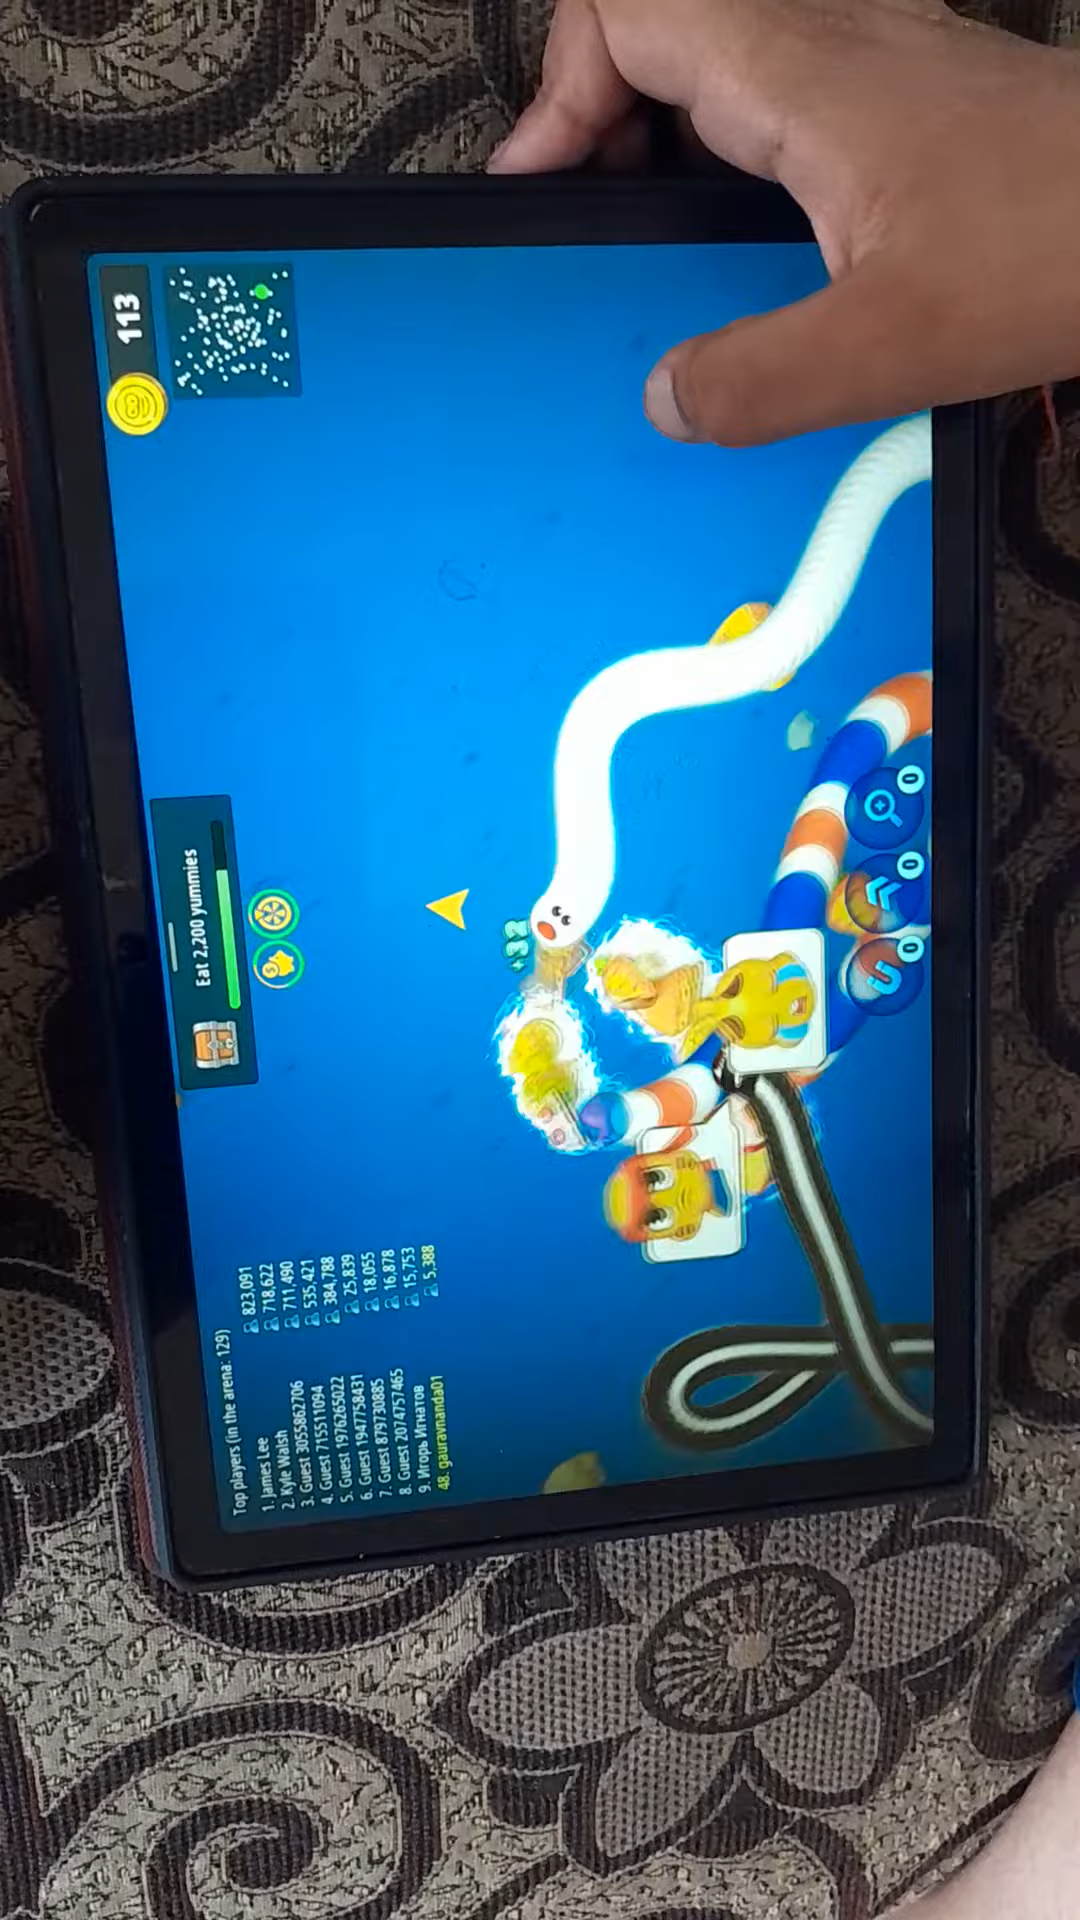 Top players (in the arena: 129)
1. James Lee 823,091
2. Kyle Walsh 718,622
3. Guest 3055862706 711,490
4. Guest 715511094 535,421
5. Guest 1976265022 384,788
6. Guest 1947758431 25,839
7. Guest 879730885 18,055
8. Guest 2074757465 16,878
9. Игорь Игнатов 15,753
48. gauravnanda01 5,388
Eat 2,200 yummies
113
+32
0
0
0